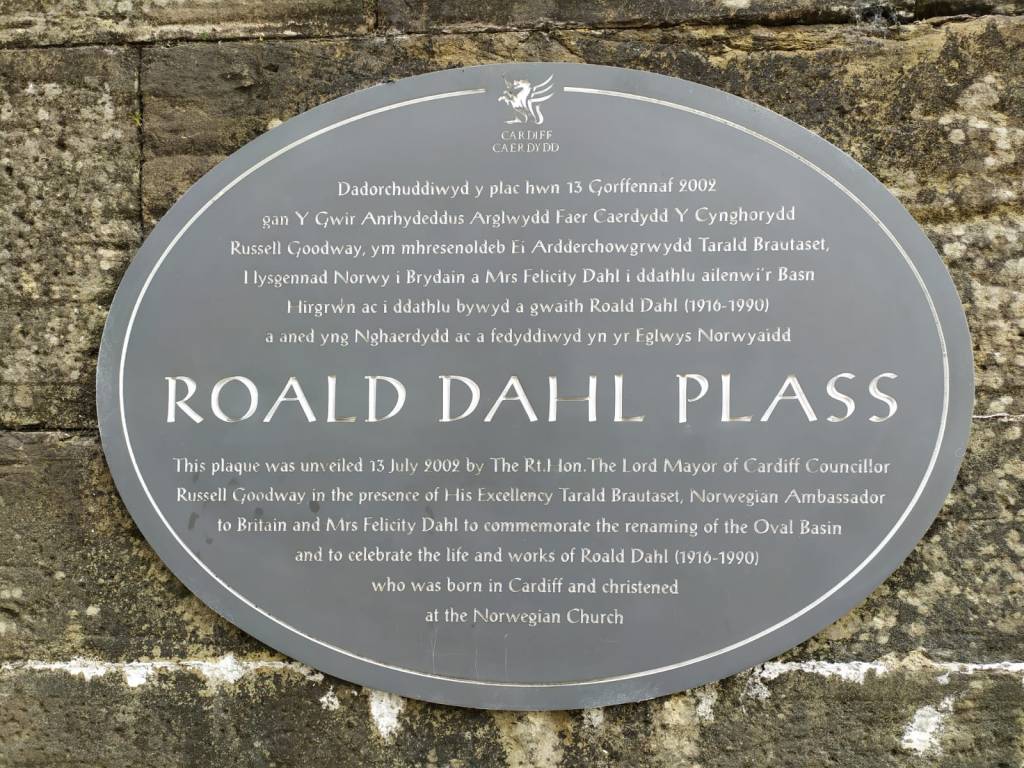 CARDIFF
CAERDYDD
Dadorchuddiwyd y plac hwn 13 Gorffennaf 2002
gan Y Gwir Anrhydeddus Arglwydd Faer Caerdydd Y Cynghorydd
Russell Goodway, ym mhresenoldeb Ei Ardderchowgrwydd Tarald Brautaset,
Llysgennad Norwy i Brydain a Mrs Felicity Dahl i ddathlu ailenwi'r Basn
Hirgrwn ac i ddathlu bywyd a gwaith Roald Dahl (1916-1990)
a aned yng Nghaerdydd ac a fedyddiwyd yn yr Eglwys Norwyaidd
ROALD DAHL PLASS
This plaque was unveiled 13 July 2002 by The Rt.Hon.The Lord Mayor of Cardiff Councillor
Russell Goodway in the presence of His Excellency Tarald Brautaset, Norwegian Ambassador
to Britain and Mrs Felicity Dahl to commemorate the renaming of the Oval Basin
and to celebrate the life and works of Roald Dahl (1916-1990)
who was born in Cardiff and christened
at the Norwegian Church